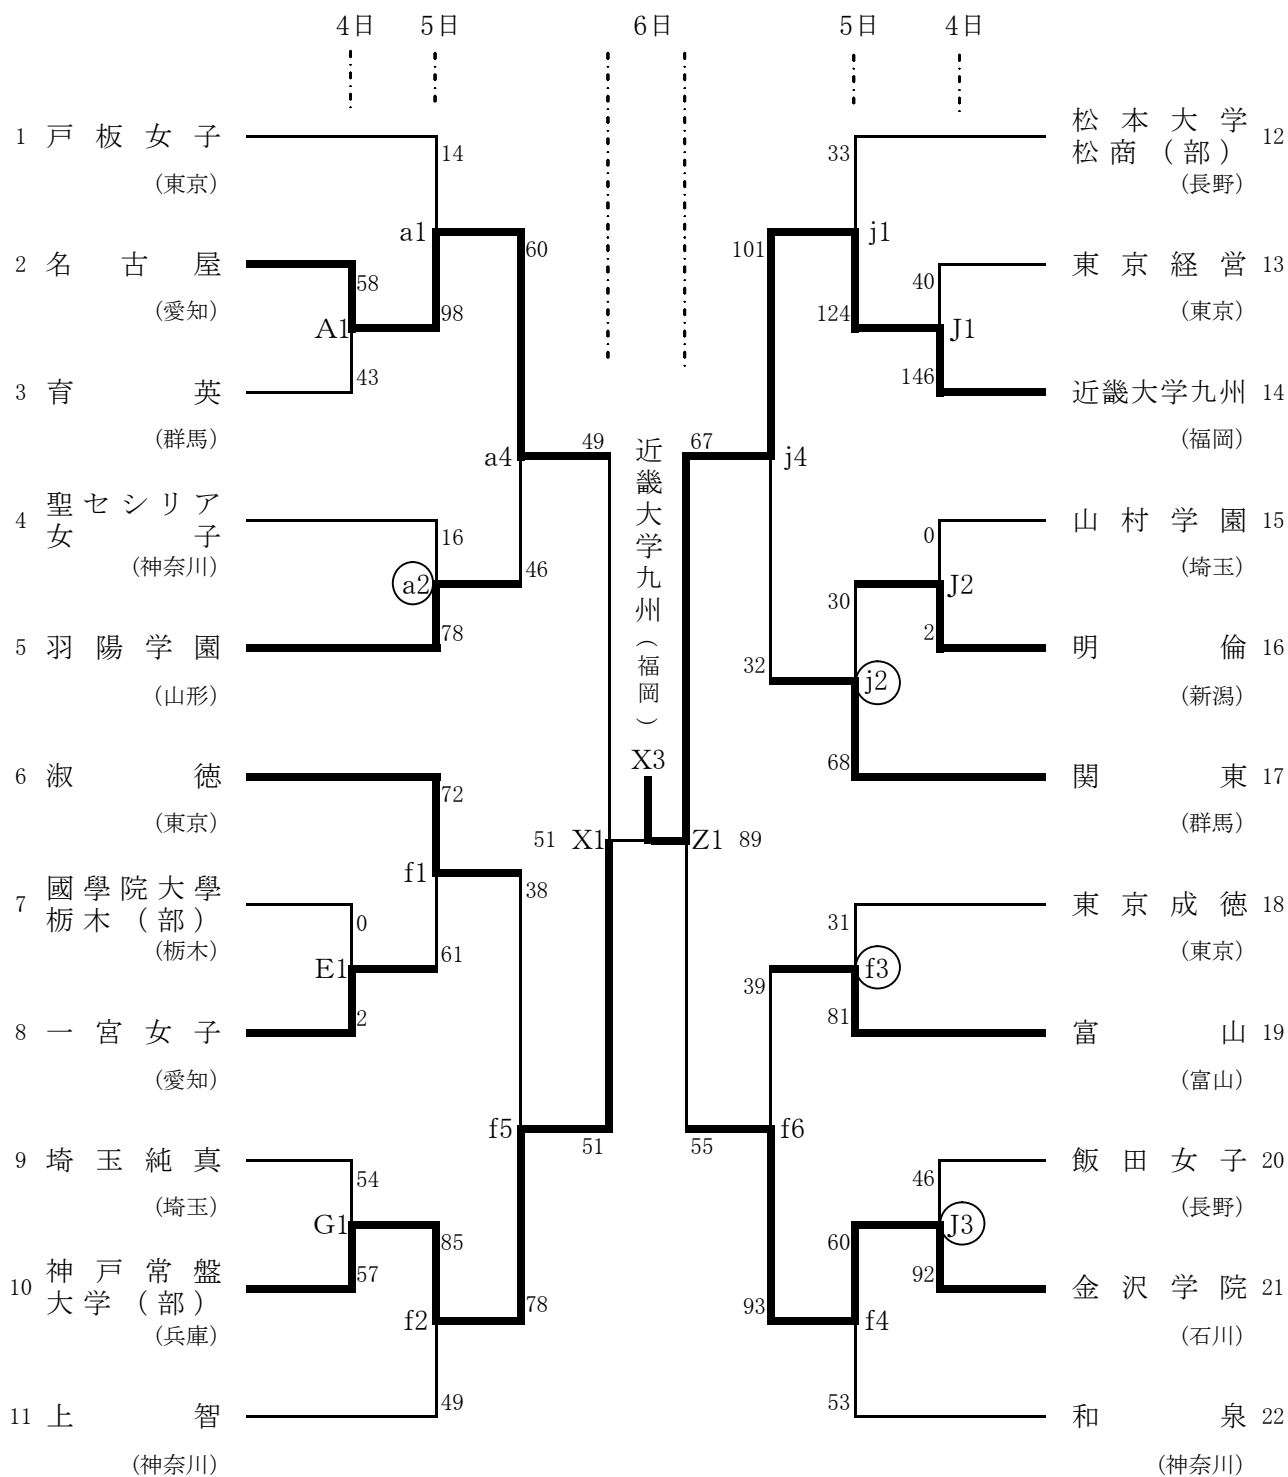 4日 5日 6日 5日 4日
1 戸板女子
(東京)
14
a1
60
2 名古屋
(愛知)
58
A1
98
3 育英
(群馬)
43
a4
49
4 聖セシリア
女子
(神奈川)
16
a2
46
5 羽陽学園
(山形)
78
6 淑徳
(東京)
72
f1
38
7 國學院大學
栃木(部)
(栃木)
0
E1
61
8 一宮女子
(愛知)
2
f5
51
9 埼玉純真
(埼玉)
54
G1
85
10 神戸常盤
大学(部)
(兵庫)
57
f2
78
11 上智
(神奈川)
49
近畿大学九州(福岡)
X3
51 X1 Z1 89
松本大学
松商(部) 12
(長野)
33
j1
101
東京経営 13
(東京)
40
J1
124
近畿大学九州 14
(福岡)
146
67
j4
山村学園 15
(埼玉)
0
J2
30
明倫 16
(新潟)
2
32
j2
関東 17
(群馬)
68
東京成徳 18
(東京)
31
f3
39
富山 19
(富山)
81
55
f6
飯田女子 20
(長野)
46
J3
60
金沢学院 21
(石川)
92
93
f4
和泉 22
(神奈川)
53